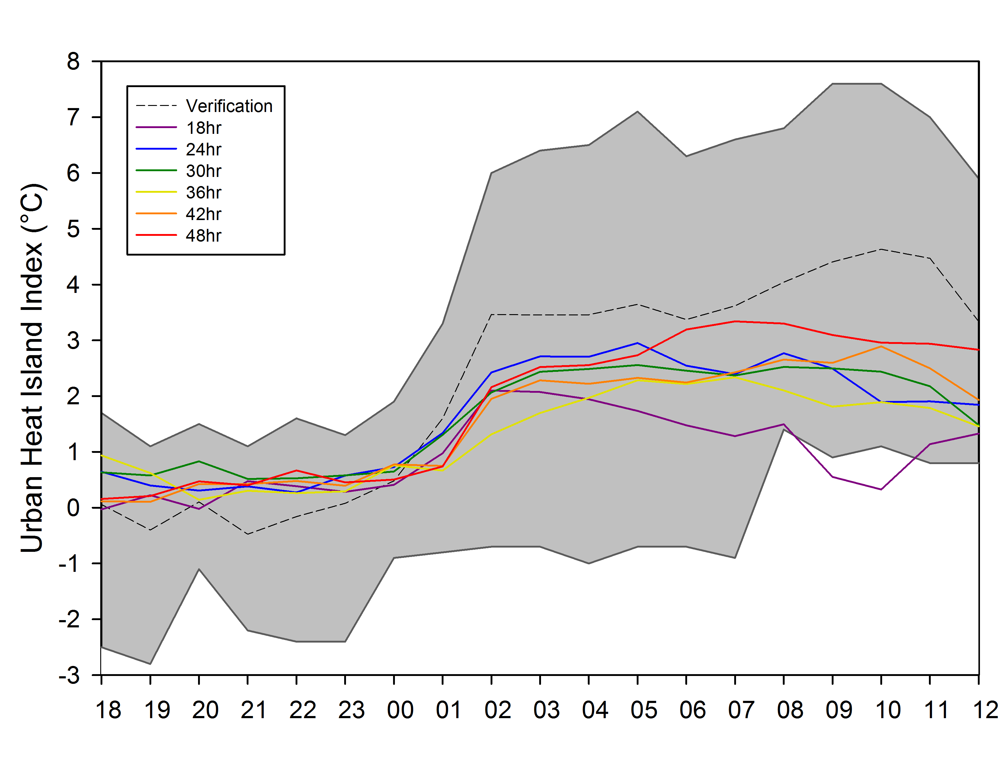 8
7
6
5
4
3
2
1
0
-1
-2
-3
Urban Heat Island Index (°C)
Verification
18hr
24hr
30hr
36hr
42hr
48hr
18 19 20 21 22 23 00 01 02 03 04 05 06 07 08 09 10 11 12